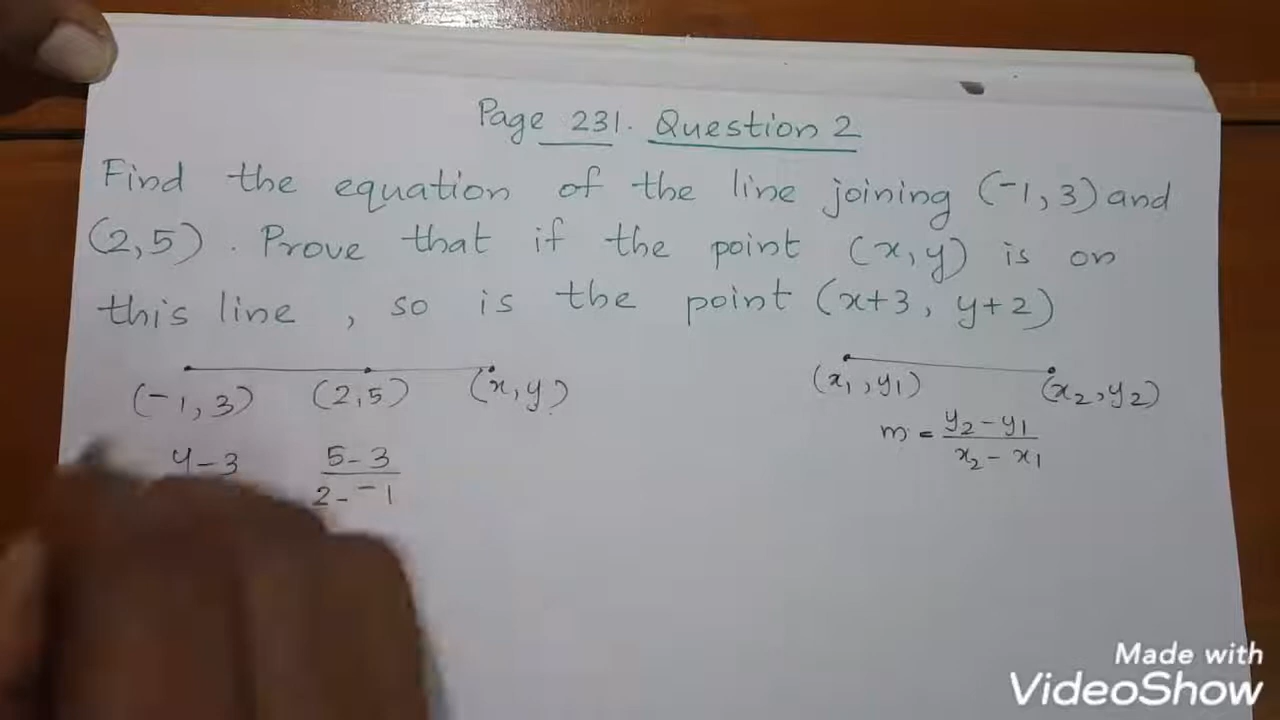 Page 231. Question 2
Find the equation of the line joining (-1, 3) and
(2, 5). Prove that if the point (x, y) is on
this line, so is the point (x+3, y+2)
(-1, 3) (2, 5) (x, y)
(x₁, y₁) (x₂, y₂)
m = y₂ - y₁ / x₂ - x₁
y - 3
5 - 3 / 2 - -1
Made with
VideoShow